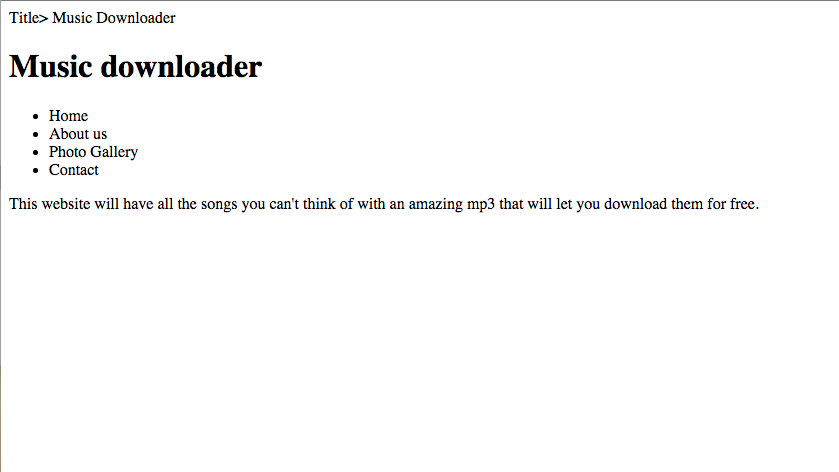 Title> Music Downloader
Music downloader
Home
About us
Photo Gallery
Contact
This website will have all the songs you can't think of with an amazing mp3 that will let you download them for free.